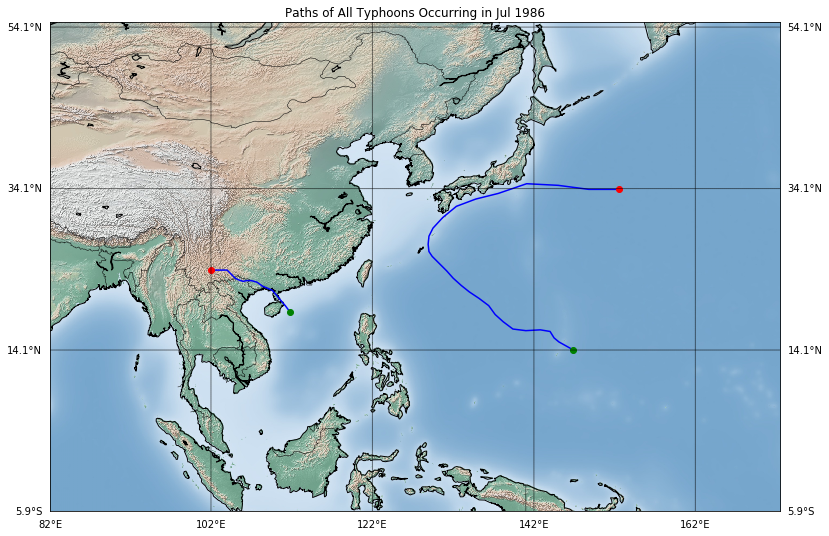 Paths of All Typhoons Occurring in Jul 1986
54.1°N 54.1°N
34.1°N 34.1°N
14.1°N 14.1°N
5.9°S 5.9°S
82°E 102°E 122°E 142°E 162°E